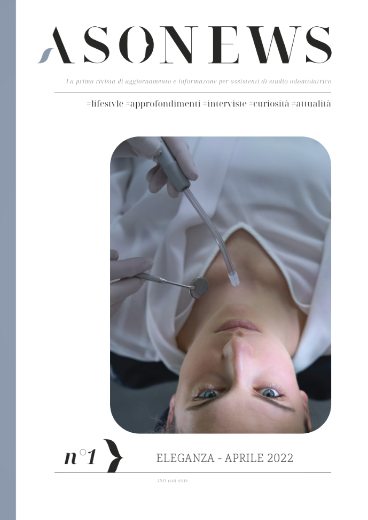 ASONEWS
La prima rivista di aggiornamento e informazione per assistenti di studio odontoiatrico
#lifestyle #approfondimenti #interviste #curiosità #attualità
n°1
ELEGANZA - APRILE 2022